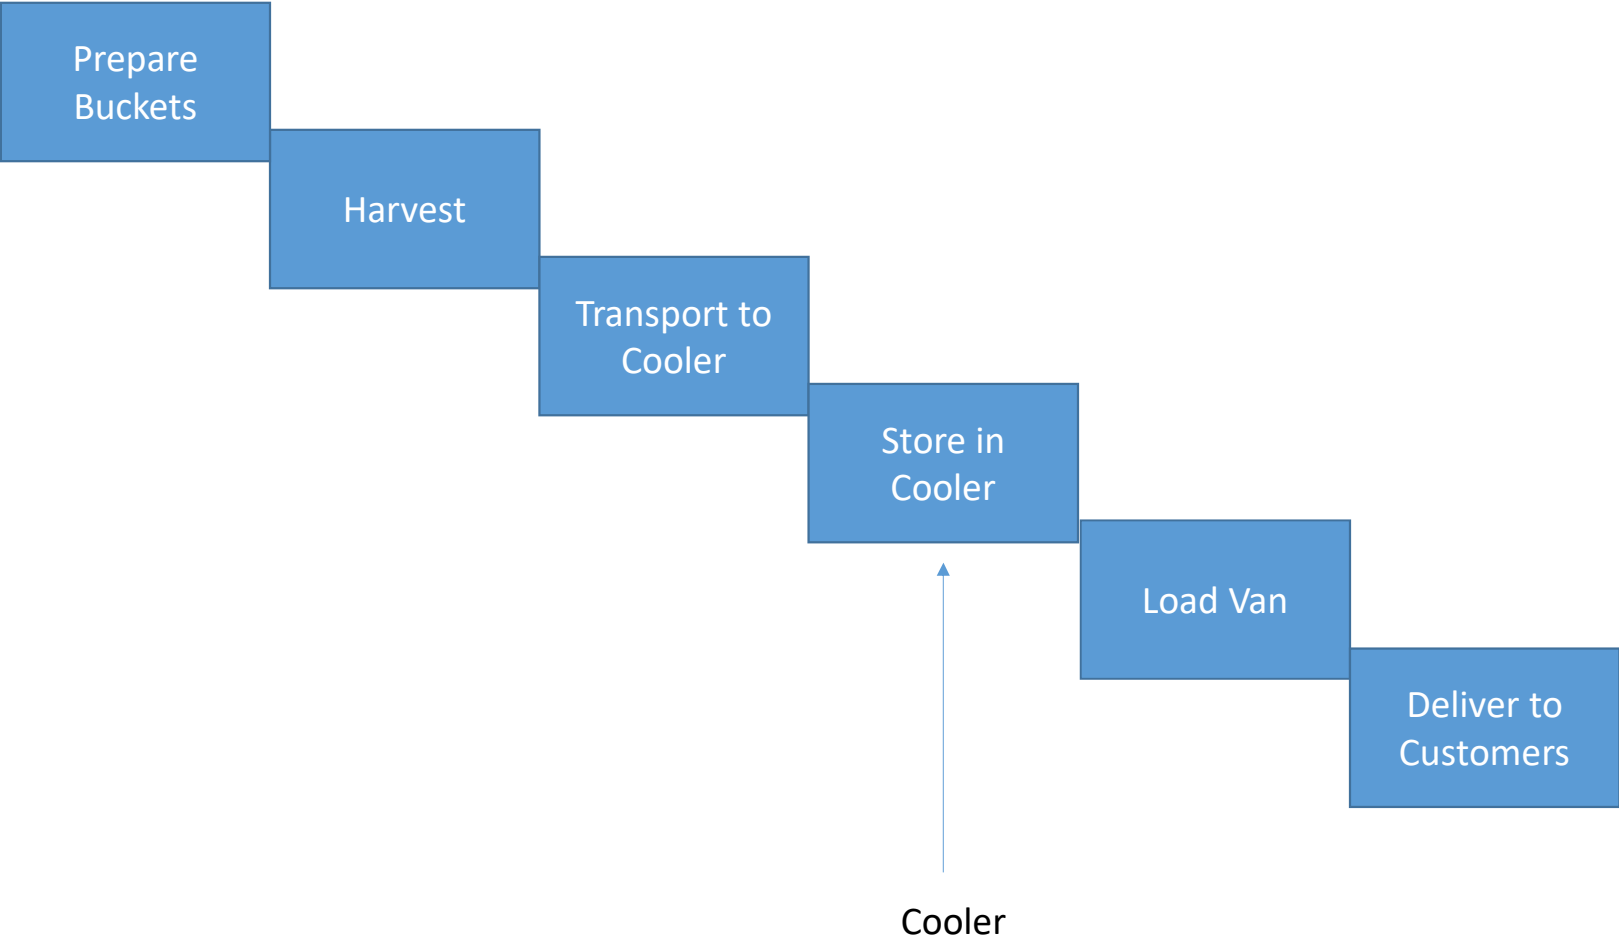 Prepare
Buckets
Harvest
Transport to
Cooler
Store in
Cooler
Load Van
Deliver to
Customers
Cooler